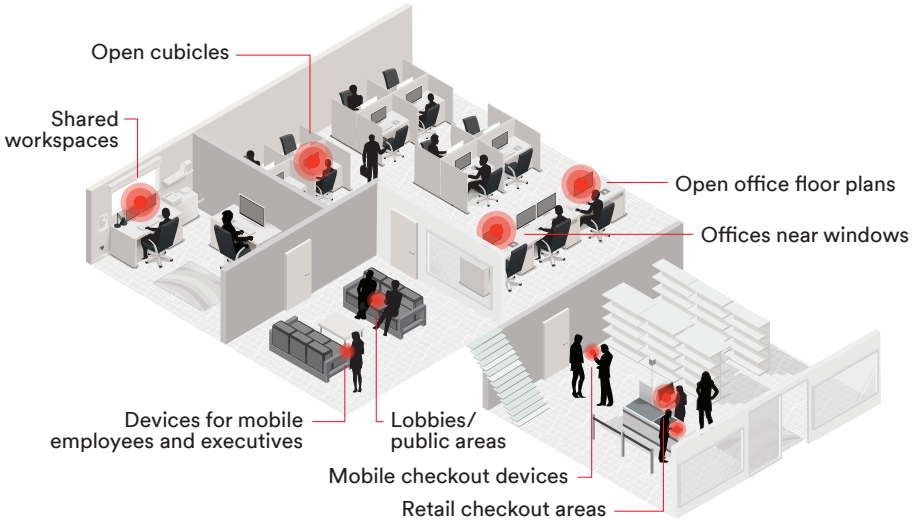 Open cubicles
Shared
workspaces
Open office floor plans
Offices near windows
Devices for mobile
employees and executives
Lobbies/
public areas
Mobile checkout devices
Retail checkout areas